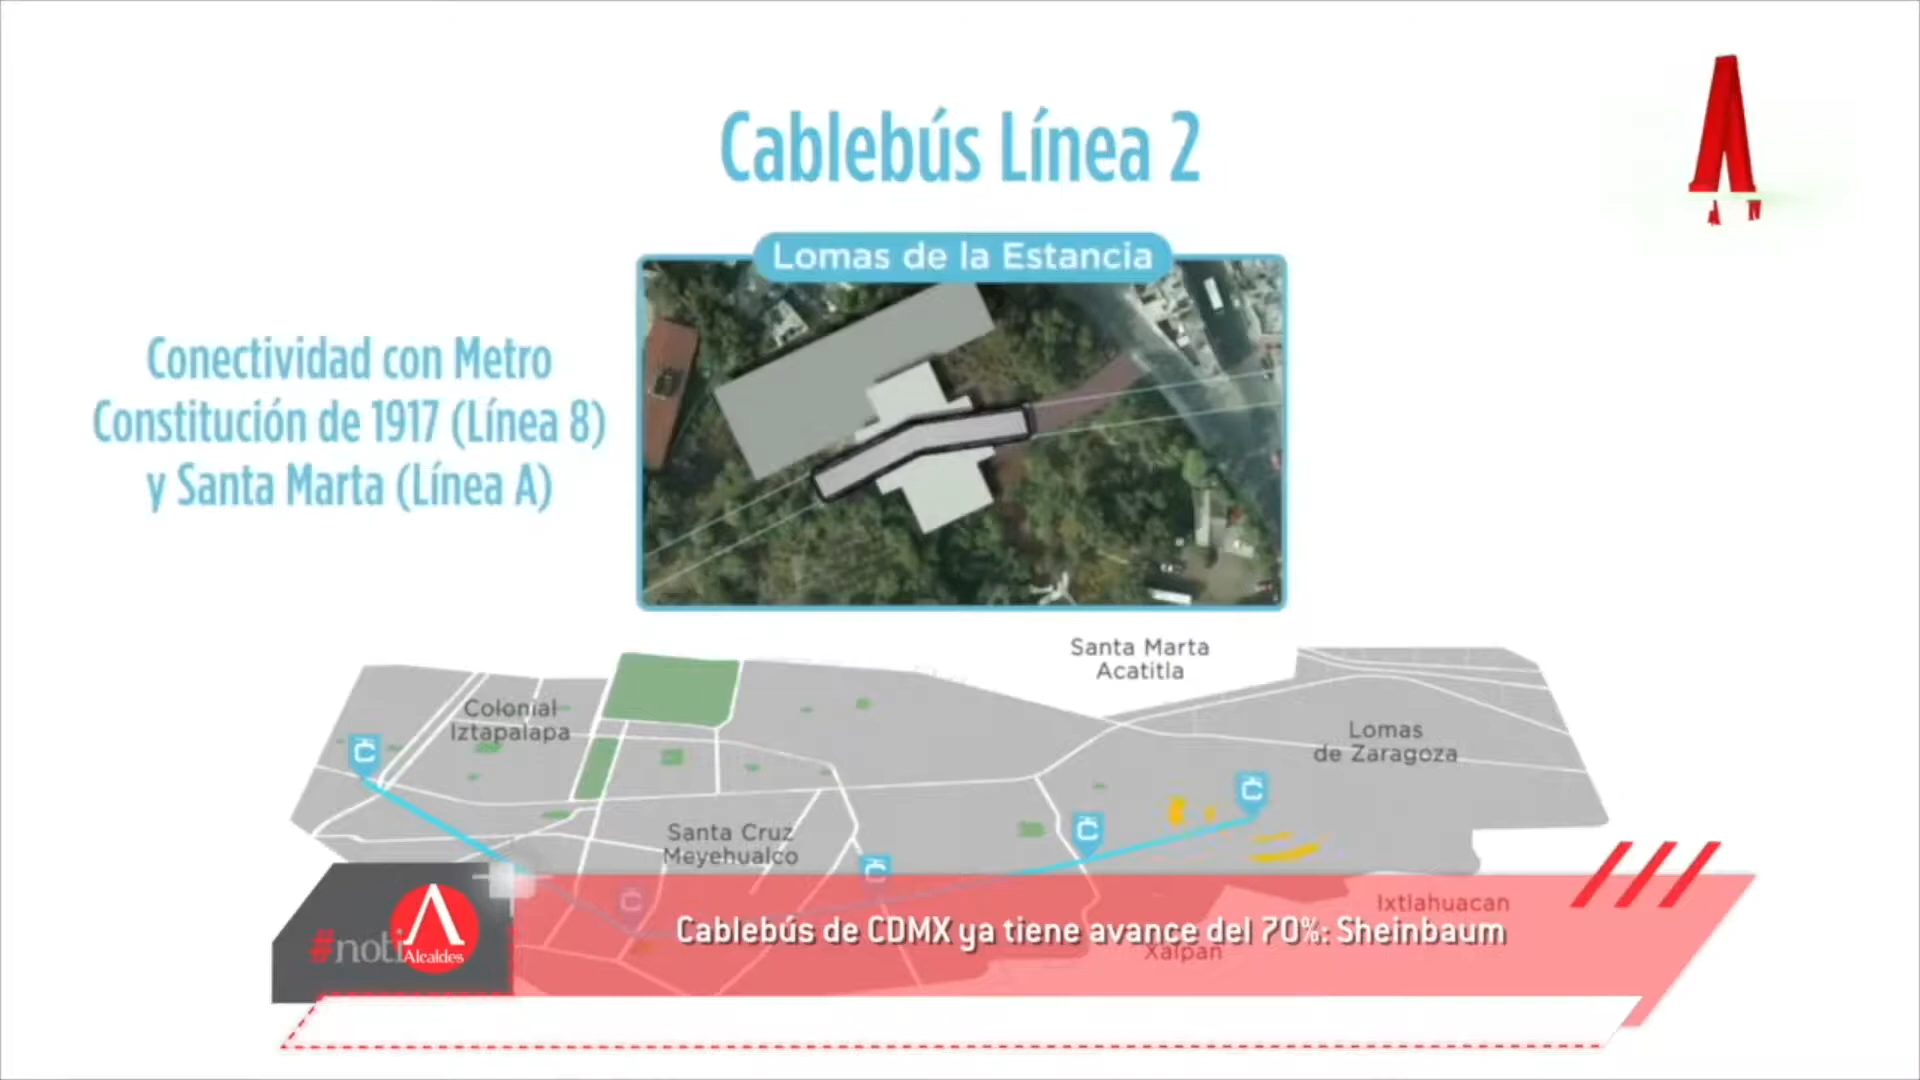 Cablebús Línea 2
Lomas de la Estancia
Conectividad con Metro
Constitución de 1917 (Línea 8)
y Santa Marta (Línea A)
Santa Marta
Acatitla
Colonial
Iztapalapa
Lomas
de Zaragoza
Santa Cruz
Meyehualco
Ixtlahuacan
Xalpan
#noti
Alcaldes
Cablebús de CDMX ya tiene avance del 70%: Sheinbaum